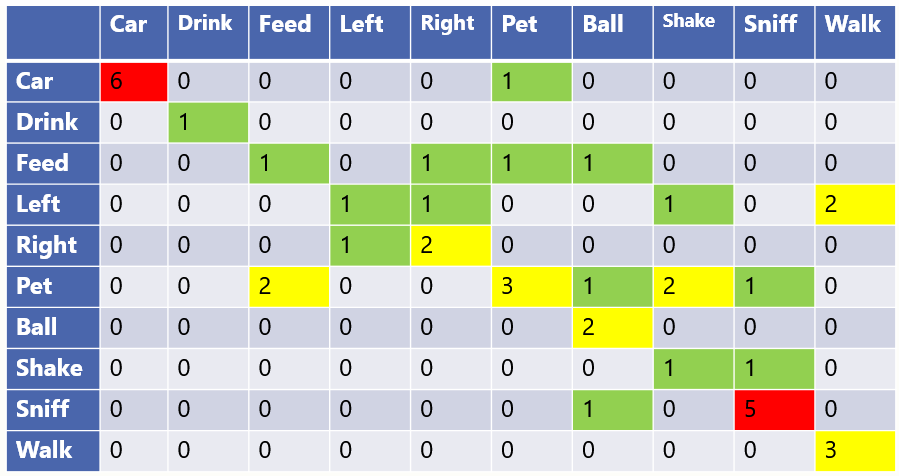 Car Drink Feed Left Right Pet Ball Shake Sniff Walk
Car 6 0 0 0 0 1 0 0 0 0
Drink 0 1 0 0 0 0 0 0 0 0
Feed 0 0 1 0 1 1 1 0 0 0
Left 0 0 0 1 1 0 0 1 0 2
Right 0 0 0 1 2 0 0 0 0 0
Pet 0 0 2 0 0 3 1 2 1 0
Ball 0 0 0 0 0 0 2 0 0 0
Shake 0 0 0 0 0 0 0 1 1 0
Sniff 0 0 0 0 0 0 1 0 5 0
Walk 0 0 0 0 0 0 0 0 0 3